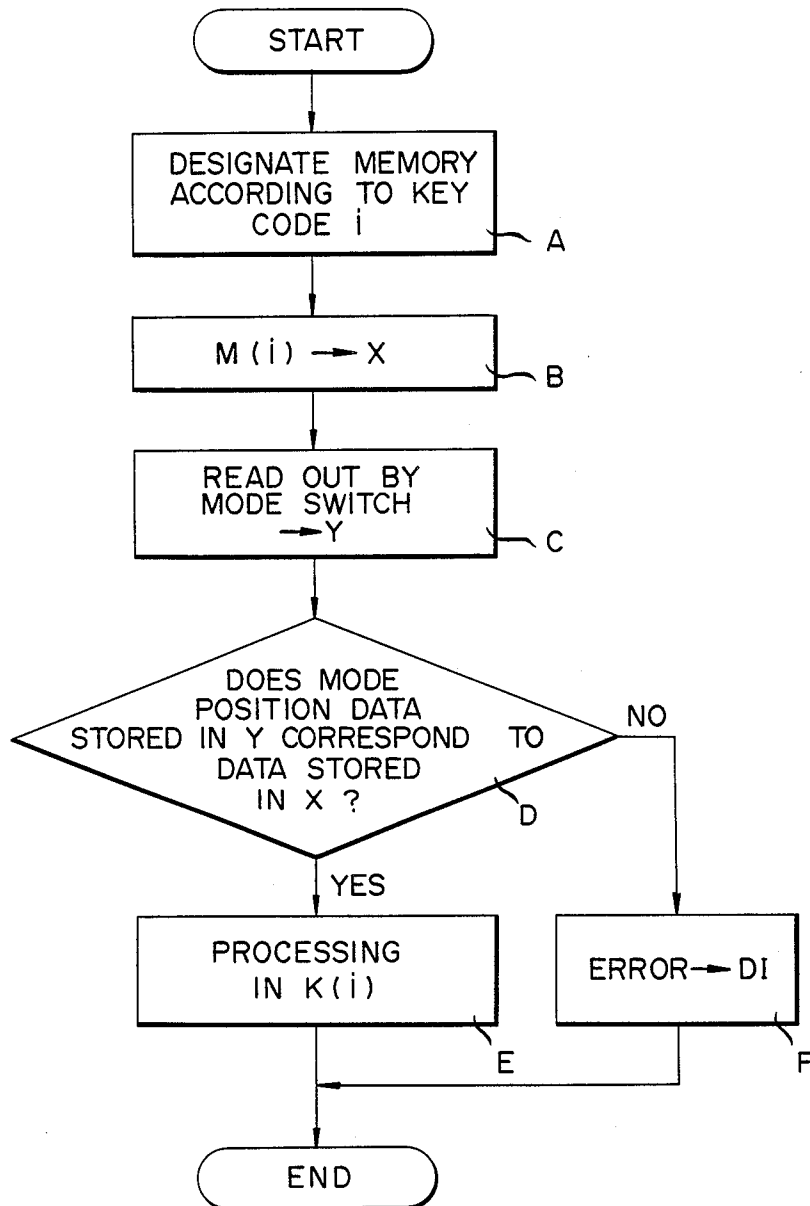 START
DESIGNATE MEMORY
ACCORDING TO KEY
CODE i
A
M(i) → X
B
READ OUT BY
MODE SWITCH
→ Y
C
DOES MODE
POSITION DATA
STORED IN Y CORRESPOND TO
DATA STORED
IN X ?
D
NO
YES
PROCESSING
IN K(i)
E
ERROR → DI
F
END